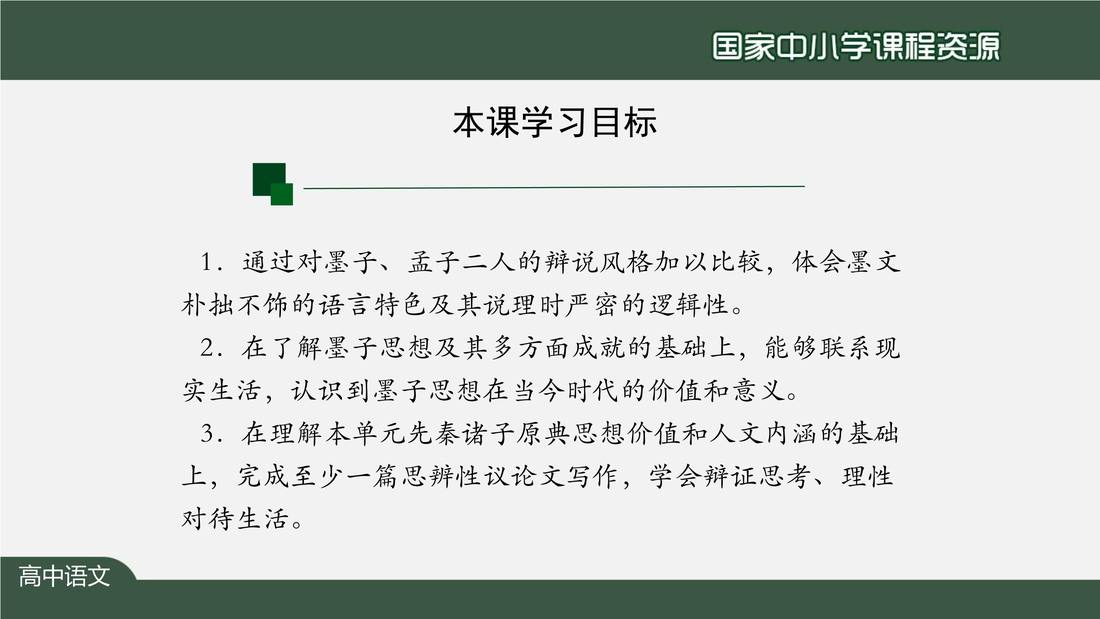 国家中小学课程资源
本课学习目标
1．通过对墨子、孟子二人的辩说风格加以比较，体会墨文
朴拙不饰的语言特色及其说理时严密的逻辑性。
2．在了解墨子思想及其多方面成就的基础上，能够联系现
实生活，认识到墨子思想在当今时代的价值和意义。
3．在理解本单元先秦诸子原典思想价值和人文内涵的基础
上，完成至少一篇思辨性议论文写作，学会辩证思考、理性
对待生活。
高中语文